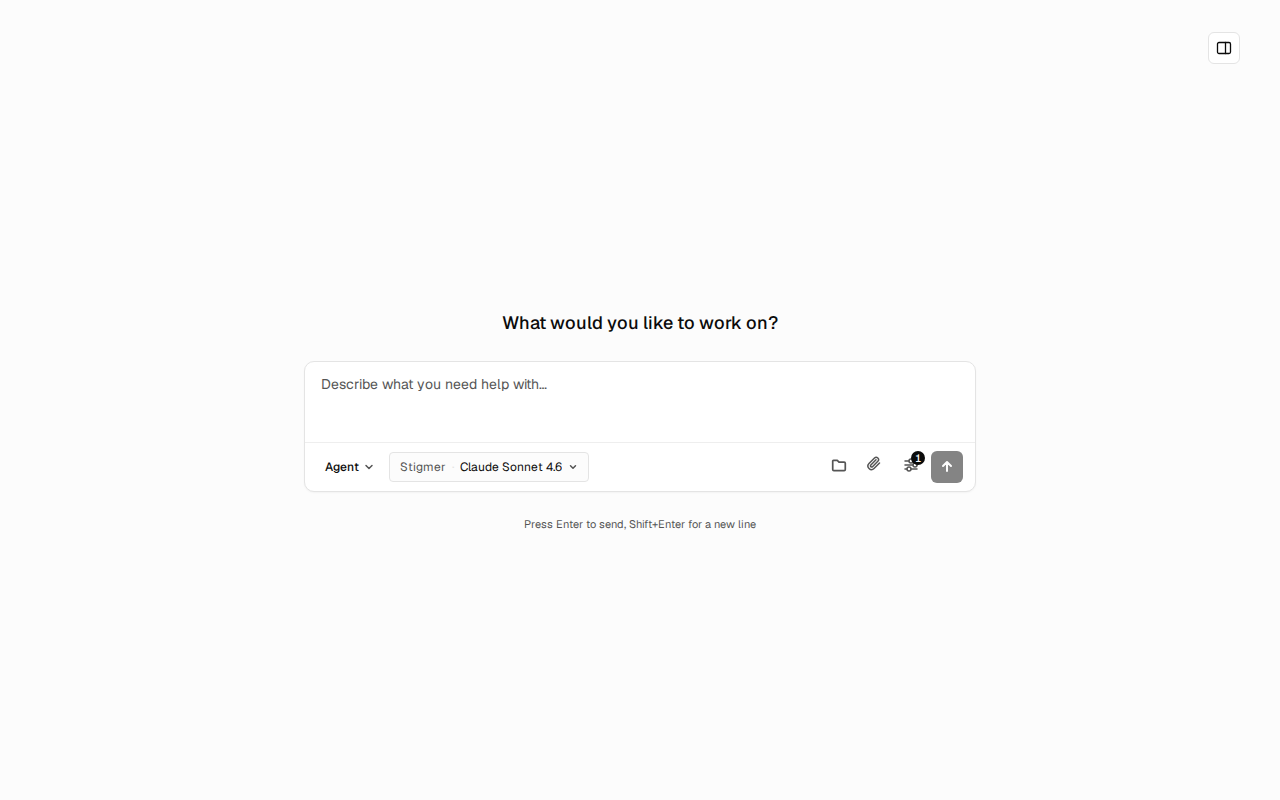 What would you like to work on?
Describe what you need help with...
Agent
Stigmer · Claude Sonnet 4.6
1
Press Enter to send, Shift+Enter for a new line